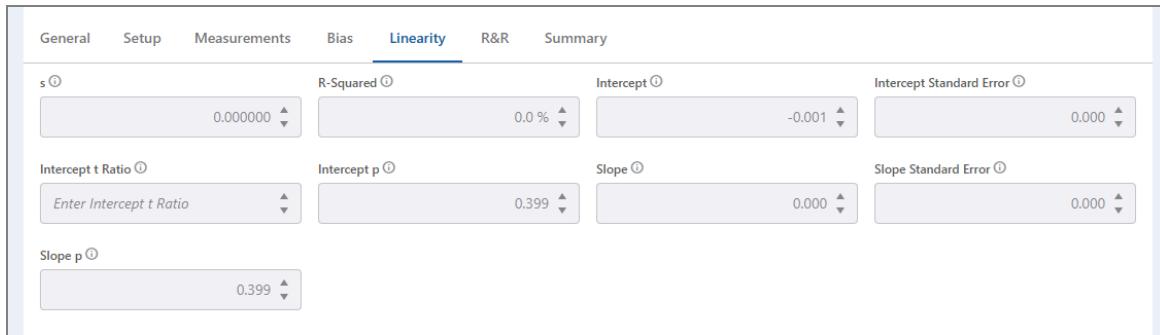 General Setup Measurements Bias Linearity R&R Summary
s R-Squared Intercept Intercept Standard Error
0.000000 0.0 % -0.001 0.000
Intercept t Ratio Intercept p Slope Slope Standard Error
Enter Intercept t Ratio 0.399 0.000 0.000
Slope p
0.399